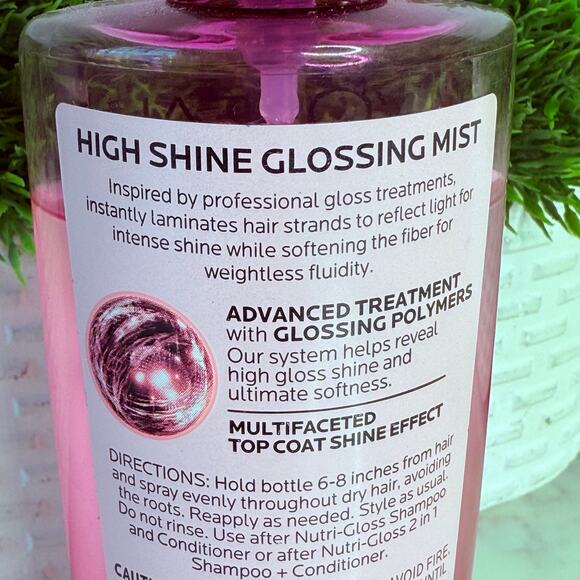 HIGH SHINE GLOSSING MIST
Inspired by professional gloss treatments,
instantly laminates hair strands to reflect light for
intense shine while softening the fiber for
weightless fluidity.
ADVANCED TREATMENT
with GLOSSING POLYMERS
Our system helps reveal
high gloss shine and
ultimate softness.
MULTIFACETED
TOP COAT SHINE EFFECT
DIRECTIONS: Hold bottle 6-8 inches from hair
and spray evenly throughout dry hair, avoiding
the roots. Reapply as needed. Style as usual.
Do not rinse. Use after Nutri-Gloss Shampoo
and Conditioner or after Nutri-Gloss 2 in 1
Shampoo + Conditioner.
AVOID FIRE,
UNTIL